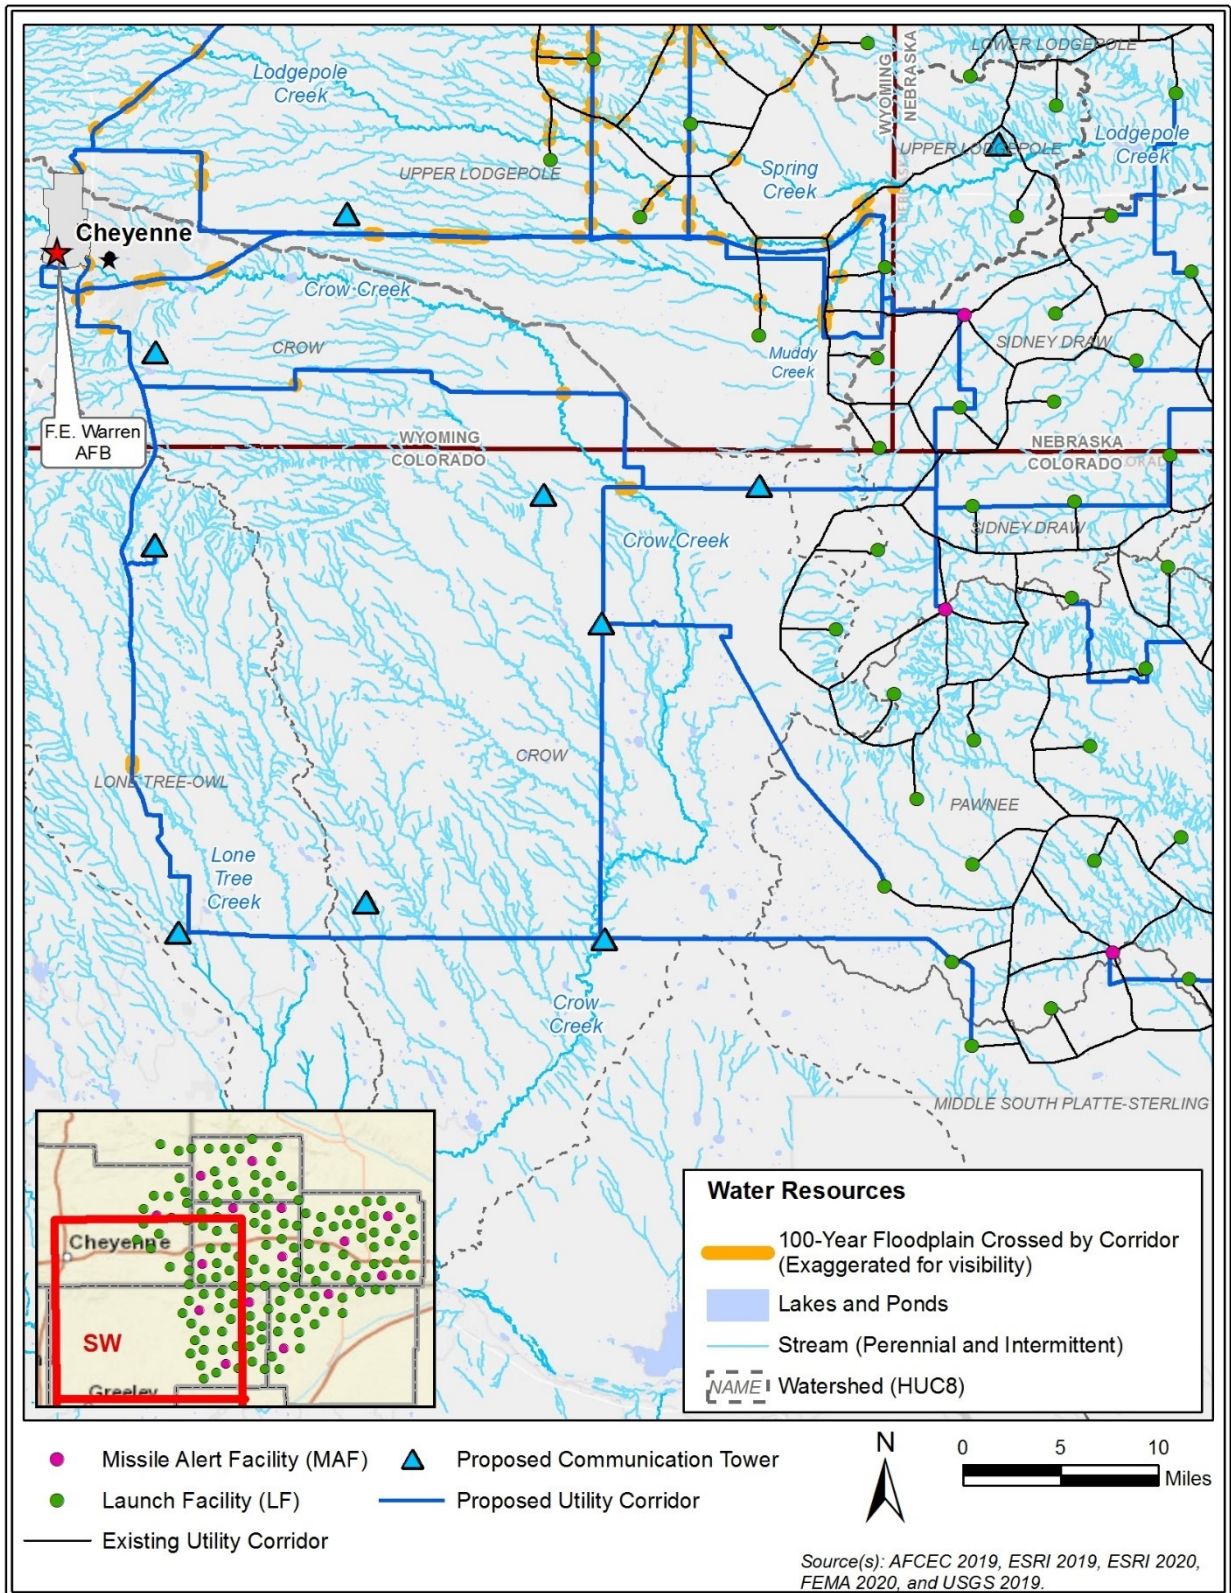 LOWER LODGEPOLE
Lodgepole
Creek
WYOMING
NEBRASKA
Lodgepole
Creek
UPPER LODGEPOLE
UPPER LODGEPOLE
Spring
Creek
Cheyenne
Crow Creek
CROW
Muddy
Creek
SIDNEY DRAW
F.E. Warren
AFB
WYOMING
COLORADO
NEBRASKA
COLORADO
Crow Creek
SIDNEY DRAW
CROW
LONE TREE-OWL
PAWNEE
Lone
Tree
Creek
Crow
Creek
MIDDLE SOUTH PLATTE-STERLING
Cheyenne
SW
Greeley
Water Resources
100-Year Floodplain Crossed by Corridor
(Exaggerated for visibility)
Lakes and Ponds
Stream (Perennial and Intermittent)
NAME Watershed (HUC8)
Missile Alert Facility (MAF)
Proposed Communication Tower
Launch Facility (LF)
Proposed Utility Corridor
Existing Utility Corridor
N
0 5 10
Miles
Source(s): AFCEC 2019, ESRI 2019, ESRI 2020,
FEMA 2020, and USGS 2019.